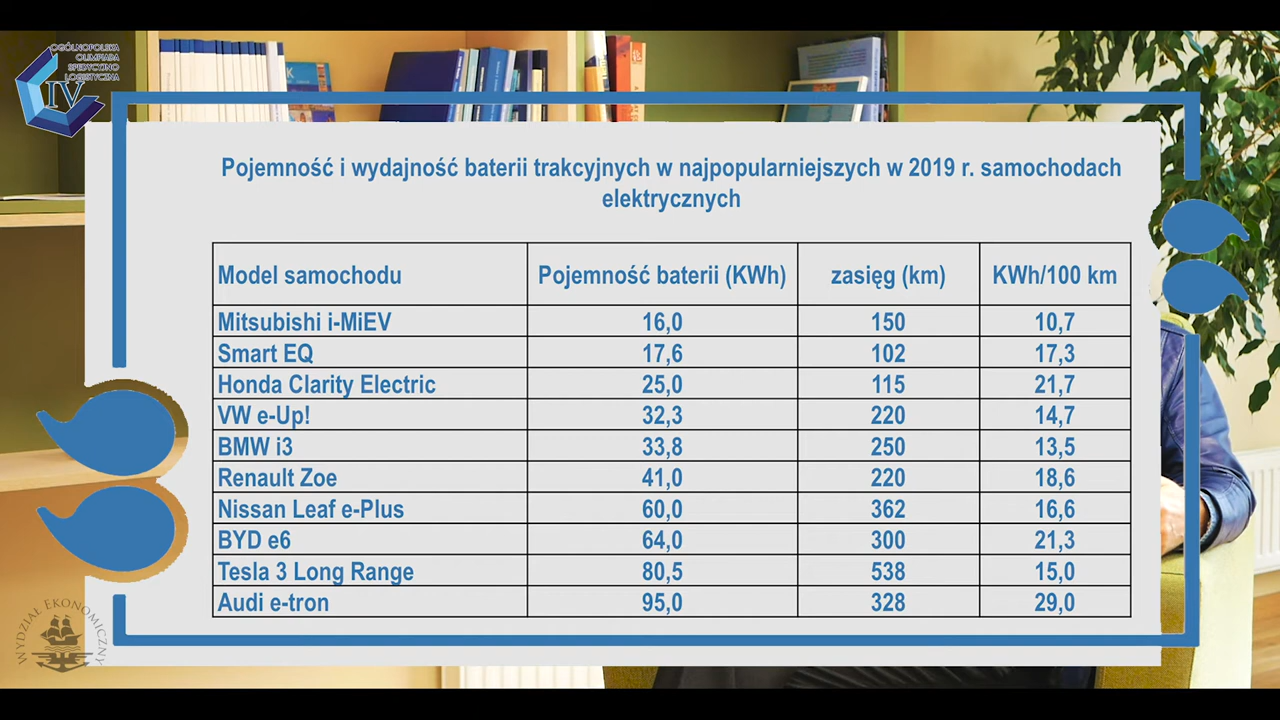 OGÓLNOPOLSKA
OLIMPIADA
SPEDYCYJNO
LOGISTYCZNA
IV
Pojemność i wydajność baterii trakcyjnych w najpopularniejszych w 2019 r. samochodach
elektrycznych
Model samochodu Pojemność baterii (KWh) zasięg (km) KWh/100 km
Mitsubishi i-MiEV 16,0 150 10,7
Smart EQ 17,6 102 17,3
Honda Clarity Electric 25,0 115 21,7
VW e-Up! 32,3 220 14,7
BMW i3 33,8 250 13,5
Renault Zoe 41,0 220 18,6
Nissan Leaf e-Plus 60,0 362 16,6
BYD e6 64,0 300 21,3
Tesla 3 Long Range 80,5 538 15,0
Audi e-tron 95,0 328 29,0
WYDZIAŁ EKONOMICZNY